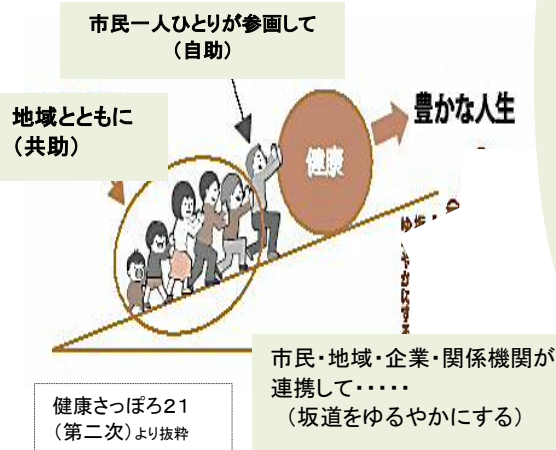 市民一人ひとりが参画して
(自助)
地域とともに
(共助)
健康
豊かな人生
市民・地域・企業・関係機関が
連携して・・・・・
(坂道をゆるやかにする)
健康さっぽろ21
(第二次)より抜粋